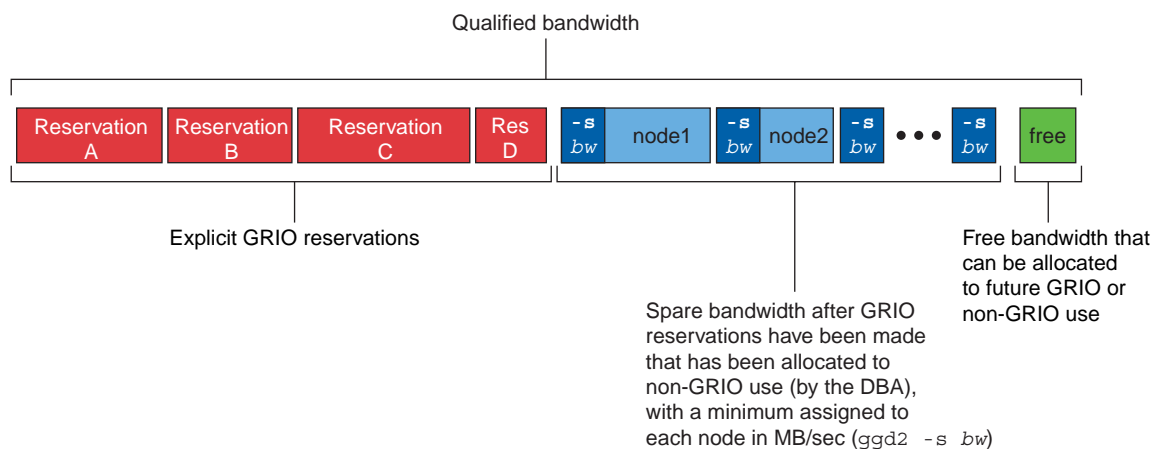 Qualified bandwidth
Reservation
A
Reservation
B
Reservation
C
Res
D
-s
bw
node1
-s
bw
node2
-s
bw
-s
bw
free
Explicit GRIO reservations
Spare bandwidth after GRIO
reservations have been made
that has been allocated to
non-GRIO use (by the DBA),
with a minimum assigned to
each node in MB/sec (ggd2 -s bw)
Free bandwidth that
can be allocated
to future GRIO or
non-GRIO use